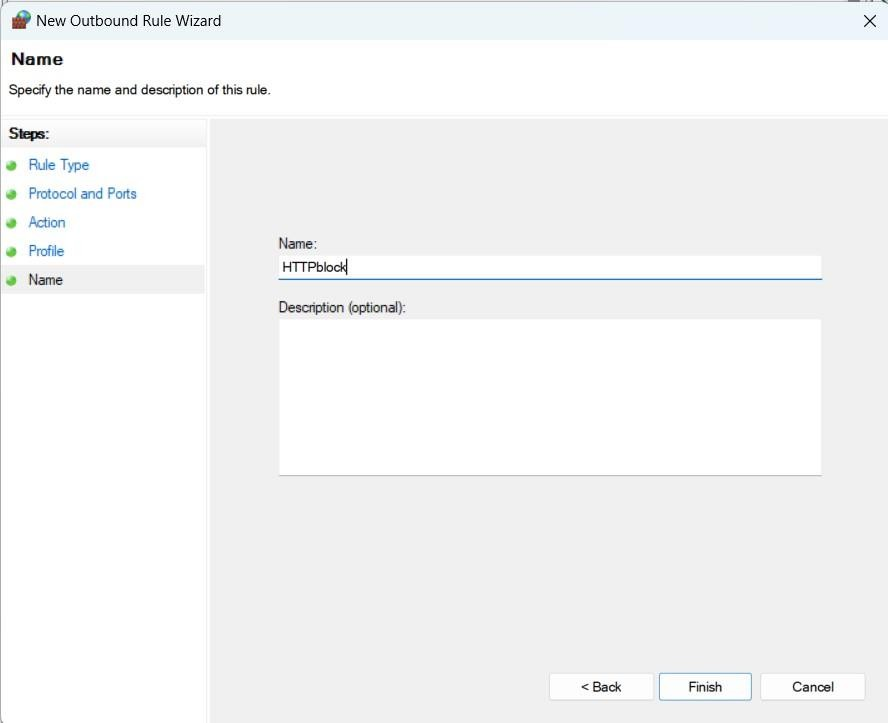 New Outbound Rule Wizard
Name
Specify the name and description of this rule.
Steps:
Rule Type
Protocol and Ports
Action
Profile
Name
Name:
HTTPblock
Description (optional):
< Back
Finish
Cancel